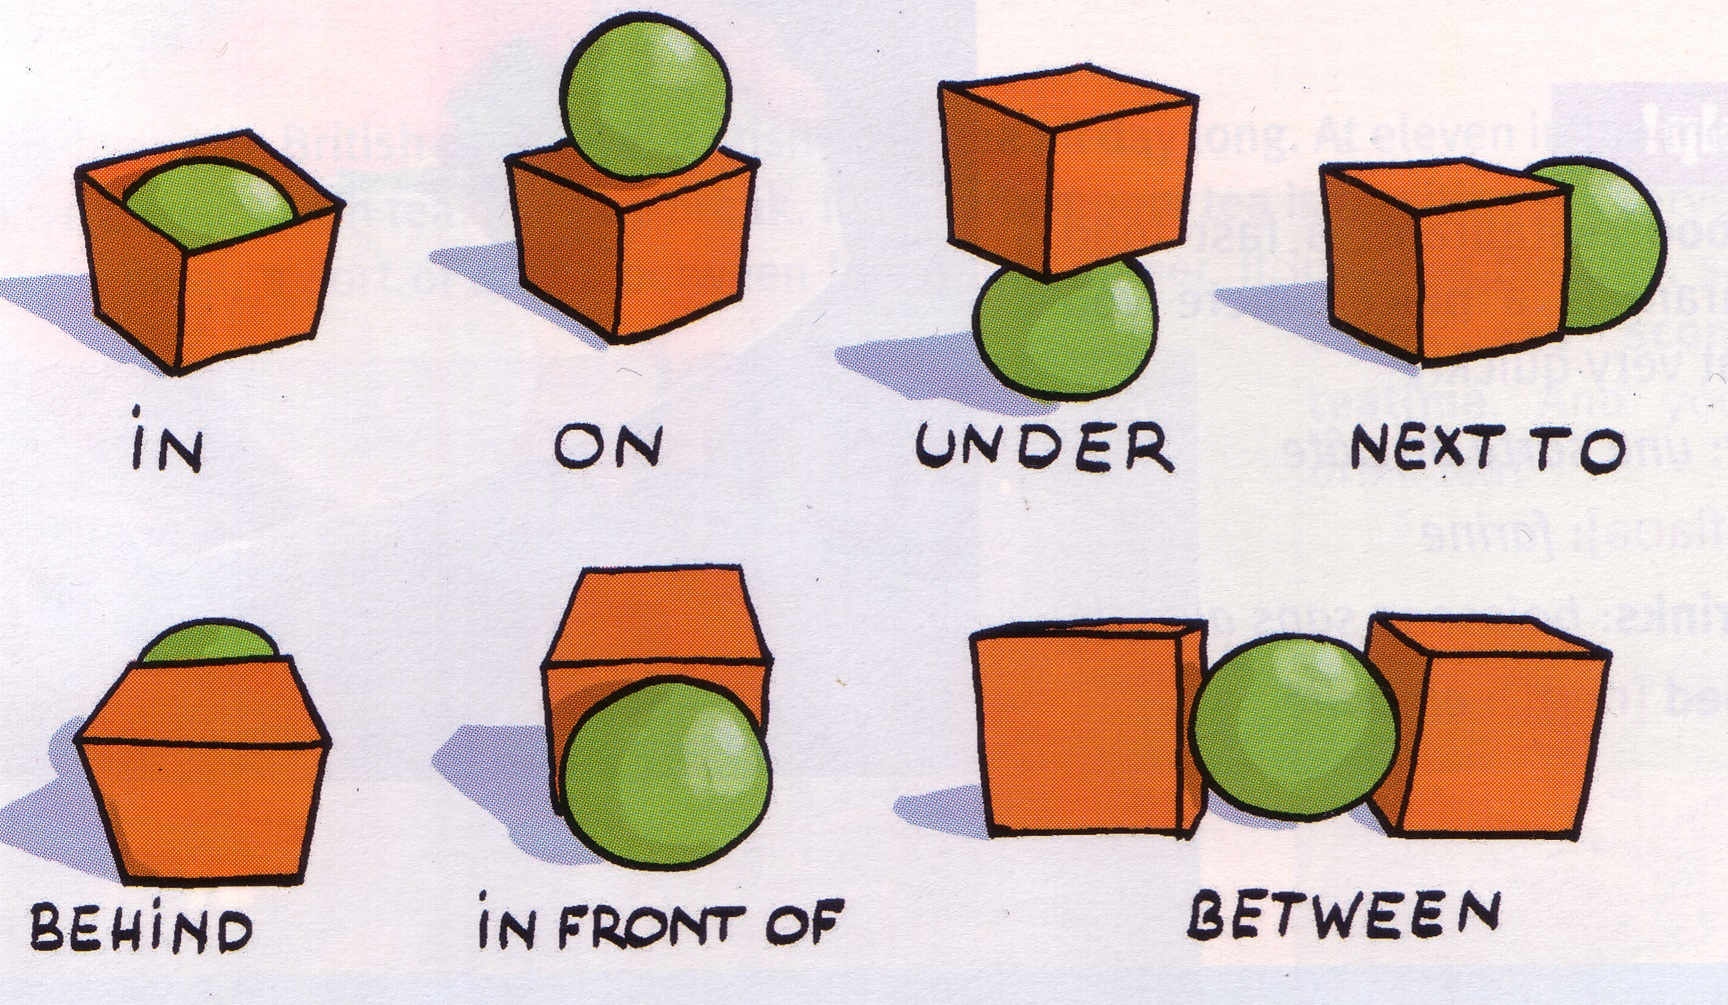 iN
ON
UNDER
NEXT TO
BEHiND
iN FRONT OF
BETWEEN